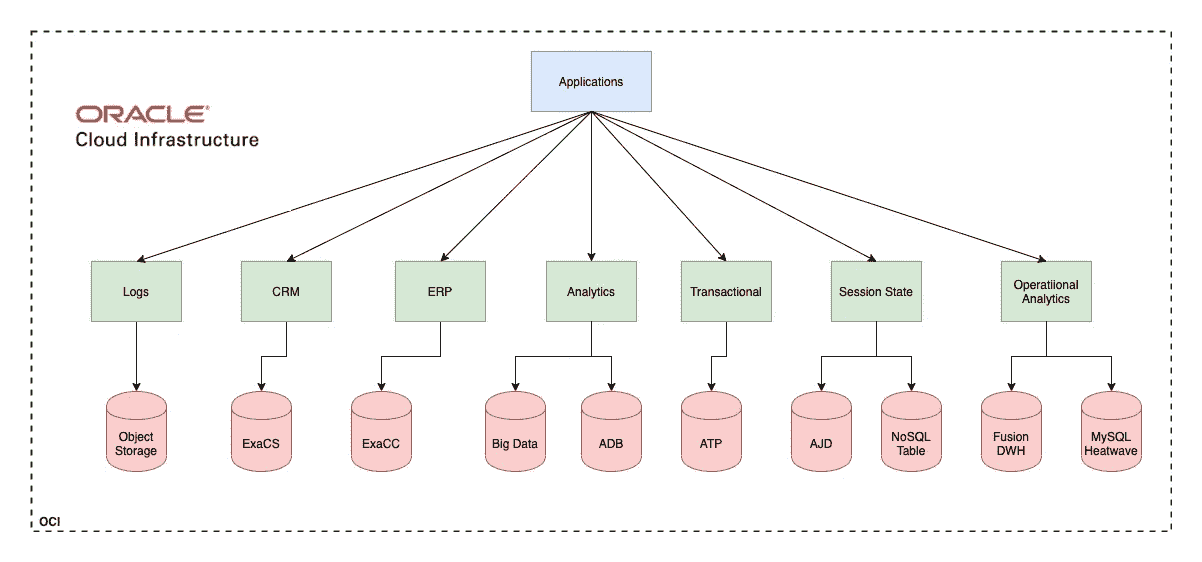 Applications
ORACLE®
Cloud Infrastructure
Logs
CRM
ERP
Analytics
Transactional
Session State
Operatiional
Analytics
Object
Storage
ExaCS
ExaCC
Big Data
ADB
ATP
AJD
NoSQL
Table
Fusion
DWH
MySQL
Heatwave
OCI